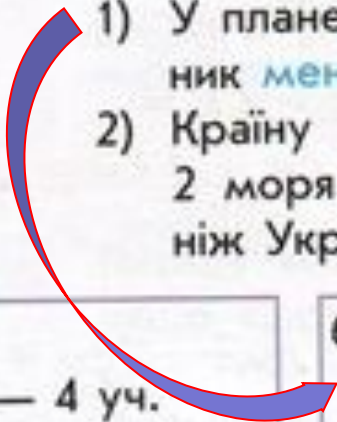 1) У плане
ник мен
2) Країну
2 моря
ніж Укр
— 4 уч.